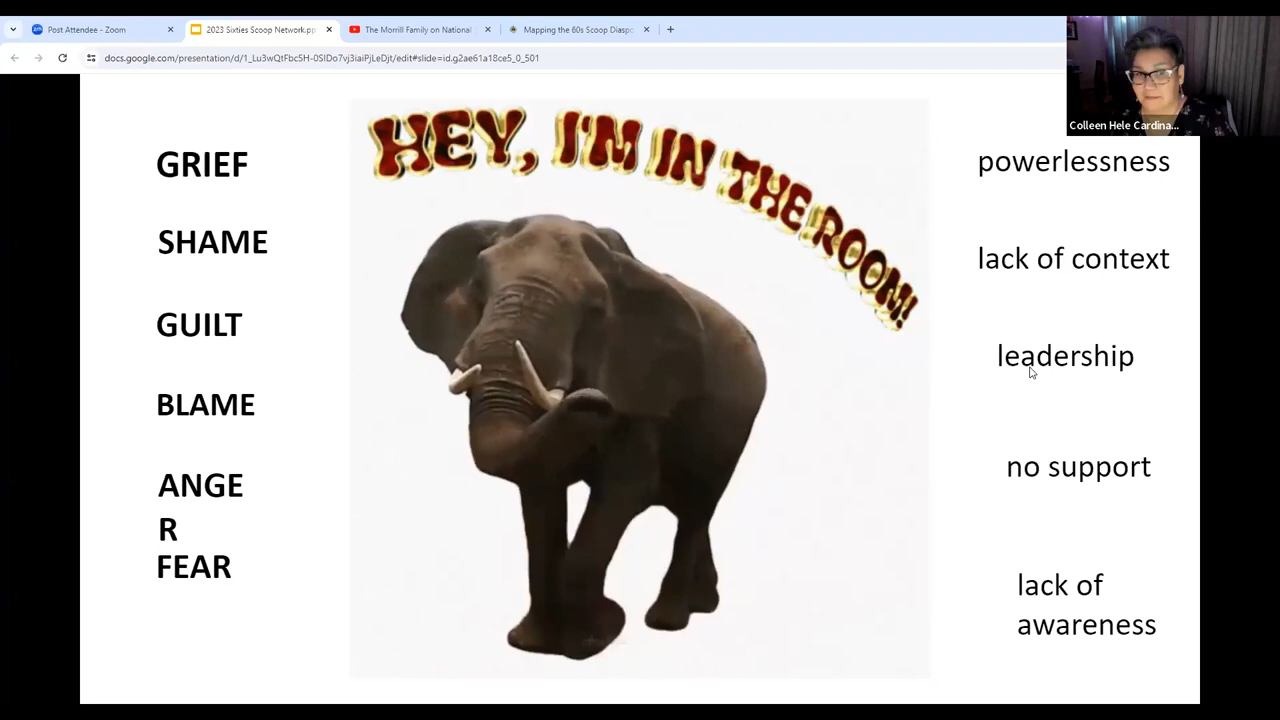 Post Attendee - Zoom
2023 Sixties Scoop Network.pp
The Morrill Family on National
Mapping the 60s Scoop Diaspo
docs.google.com/presentation/d/1_Lu3wQtFbc5H-0SIDo7vj3iaiPjLeDjt/edit#slide=id.g2ae61a18ce5_0_501
Colleen Hele Cardina...
HEY, I'M IN THE ROOM!
GRIEF
SHAME
GUILT
BLAME
ANGE
R
FEAR
powerlessness
lack of context
leadership
no support
lack of
awareness